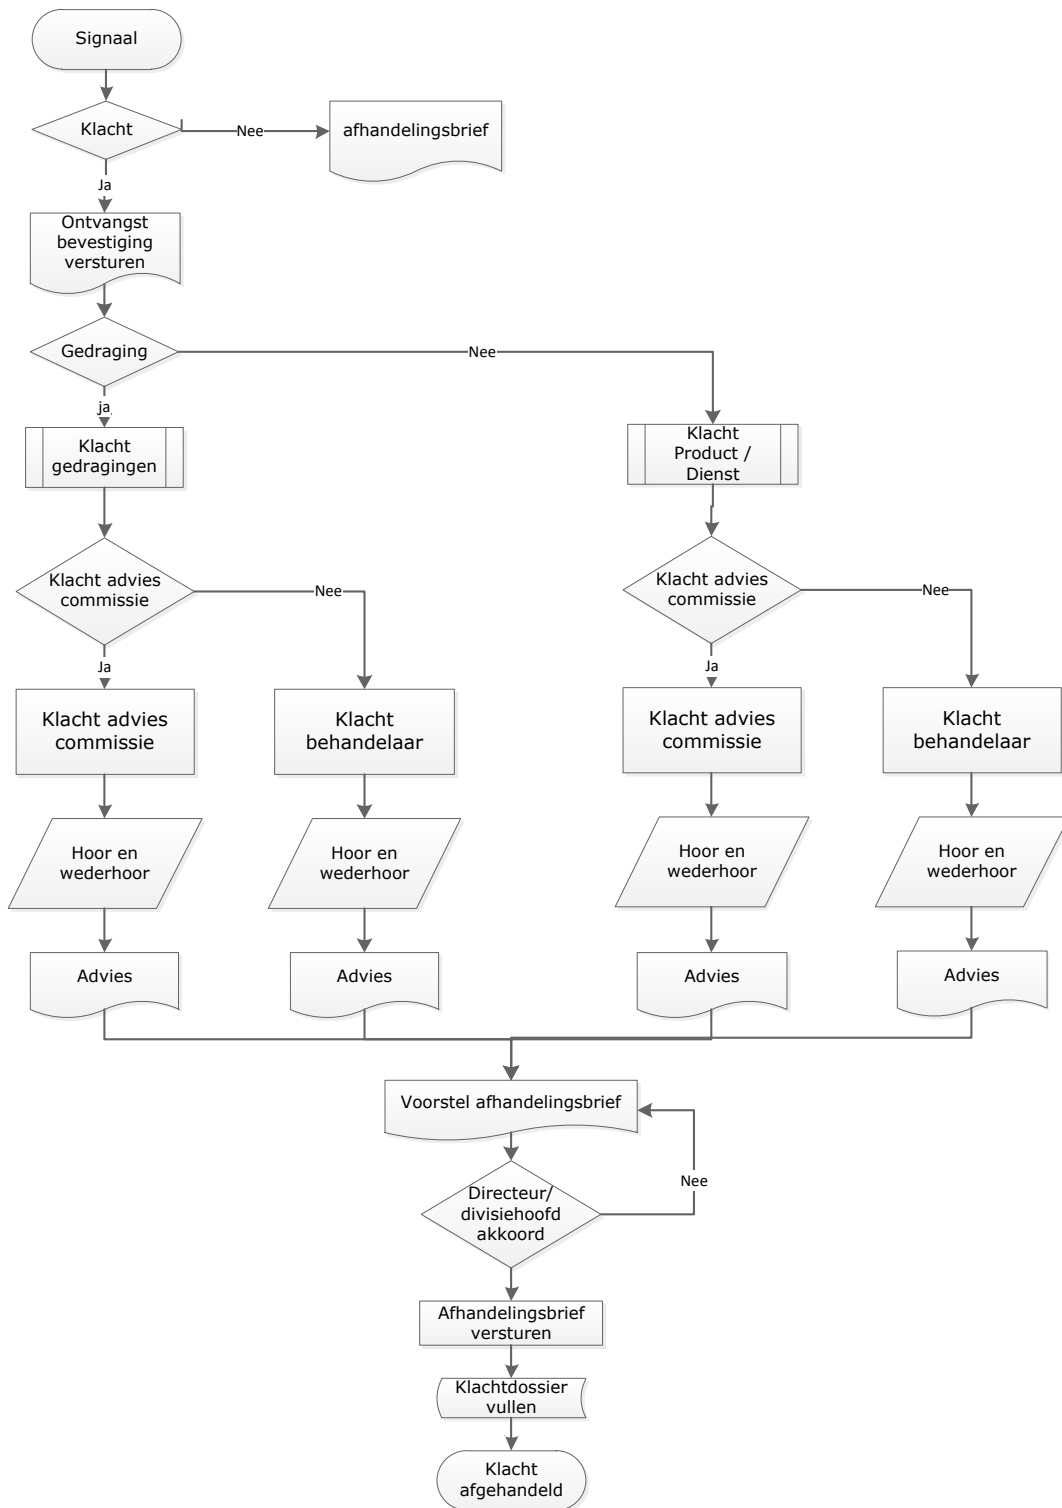 Signaal
Klacht
Nee
afhandelingsbrief
Ja
Ontvangst
bevestiging
versturen
Gedraging
Nee
ja
Klacht
gedragingen
Klacht
Product /
Dienst
Klacht advies
commissie
Nee
Klacht advies
commissie
Nee
Ja
Ja
Klacht advies
commissie
Klacht
behandelaar
Klacht advies
commissie
Klacht
behandelaar
Hoor en
wederhoor
Hoor en
wederhoor
Hoor en
wederhoor
Hoor en
wederhoor
Advies
Advies
Advies
Advies
Voorstel afhandelingsbrief
Nee
Directeur/
divisiehoofd
akkoord
Afhandelingsbrief
versturen
Klachtdossier
vullen
Klacht
afgehandeld